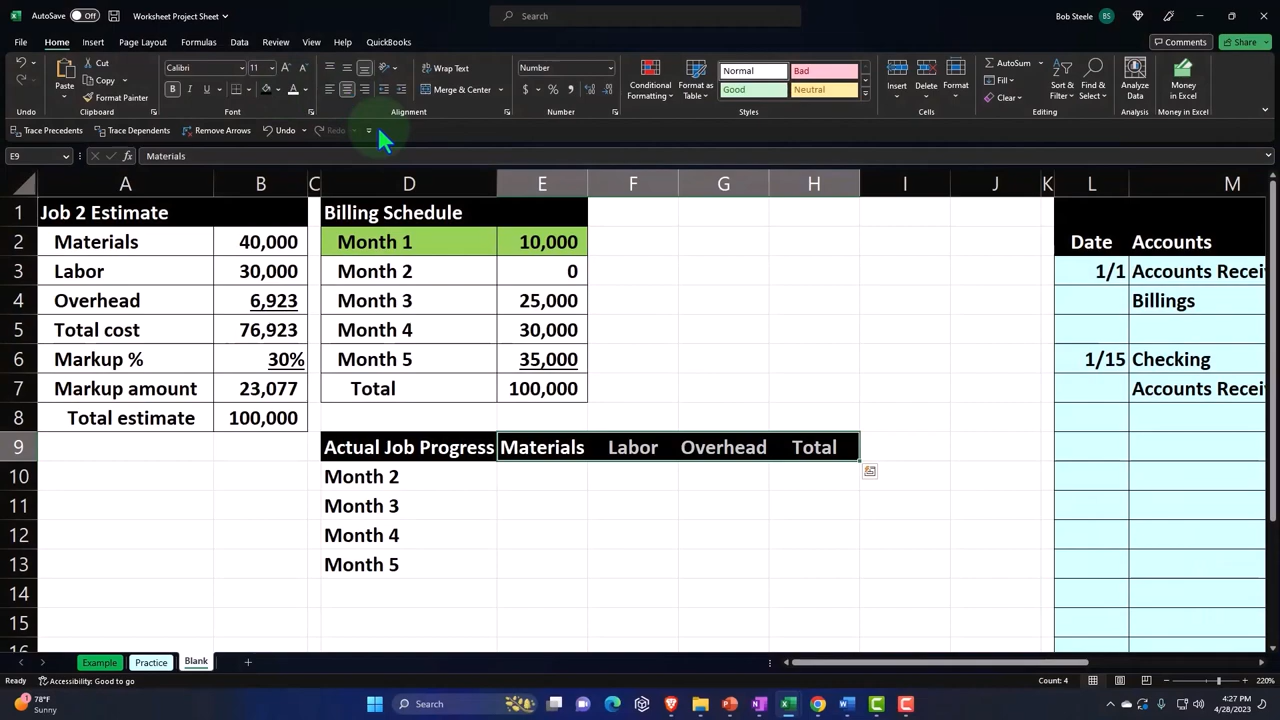 AutoSave Off Worksheet Project Sheet Search Bob Steele BS
File Home Insert Page Layout Formulas Data Review View Help QuickBooks Comments Share
Cut
Copy
Format Painter
Paste
Calibri 11
B I U
Wrap Text
Merge & Center
Number
$ % 9
Conditional Formatting
Format as Table
Normal Bad
Good Neutral
Insert Delete Format
AutoSum
Fill
Clear
Sort & Filter
Find & Select
Analyze Data
Money in Excel
Undo Clipboard Font Alignment Number Styles Cells Editing Analysis Money in Excel
Trace Precedents Trace Dependents Remove Arrows Undo Redo
E9 fx Materials
A B C D E F G H I J K L M
1 Job 2 Estimate Billing Schedule
2 Materials 40,000 Month 1 10,000 Date Accounts
3 Labor 30,000 Month 2 0 1/1 Accounts Recei
4 Overhead 6,923 Month 3 25,000 Billings
5 Total cost 76,923 Month 4 30,000
6 Markup % 30% Month 5 35,000 1/15 Checking
7 Markup amount 23,077 Total 100,000 Accounts Recei
8 Total estimate 100,000
9 Actual Job Progress Materials Labor Overhead Total
10 Month 2
11 Month 3
12 Month 4
13 Month 5
14
15
16
Example Practice Blank
Ready Accessibility: Good to go Count: 4 220%
78°F
Sunny
Search
4:27 PM
4/28/2023